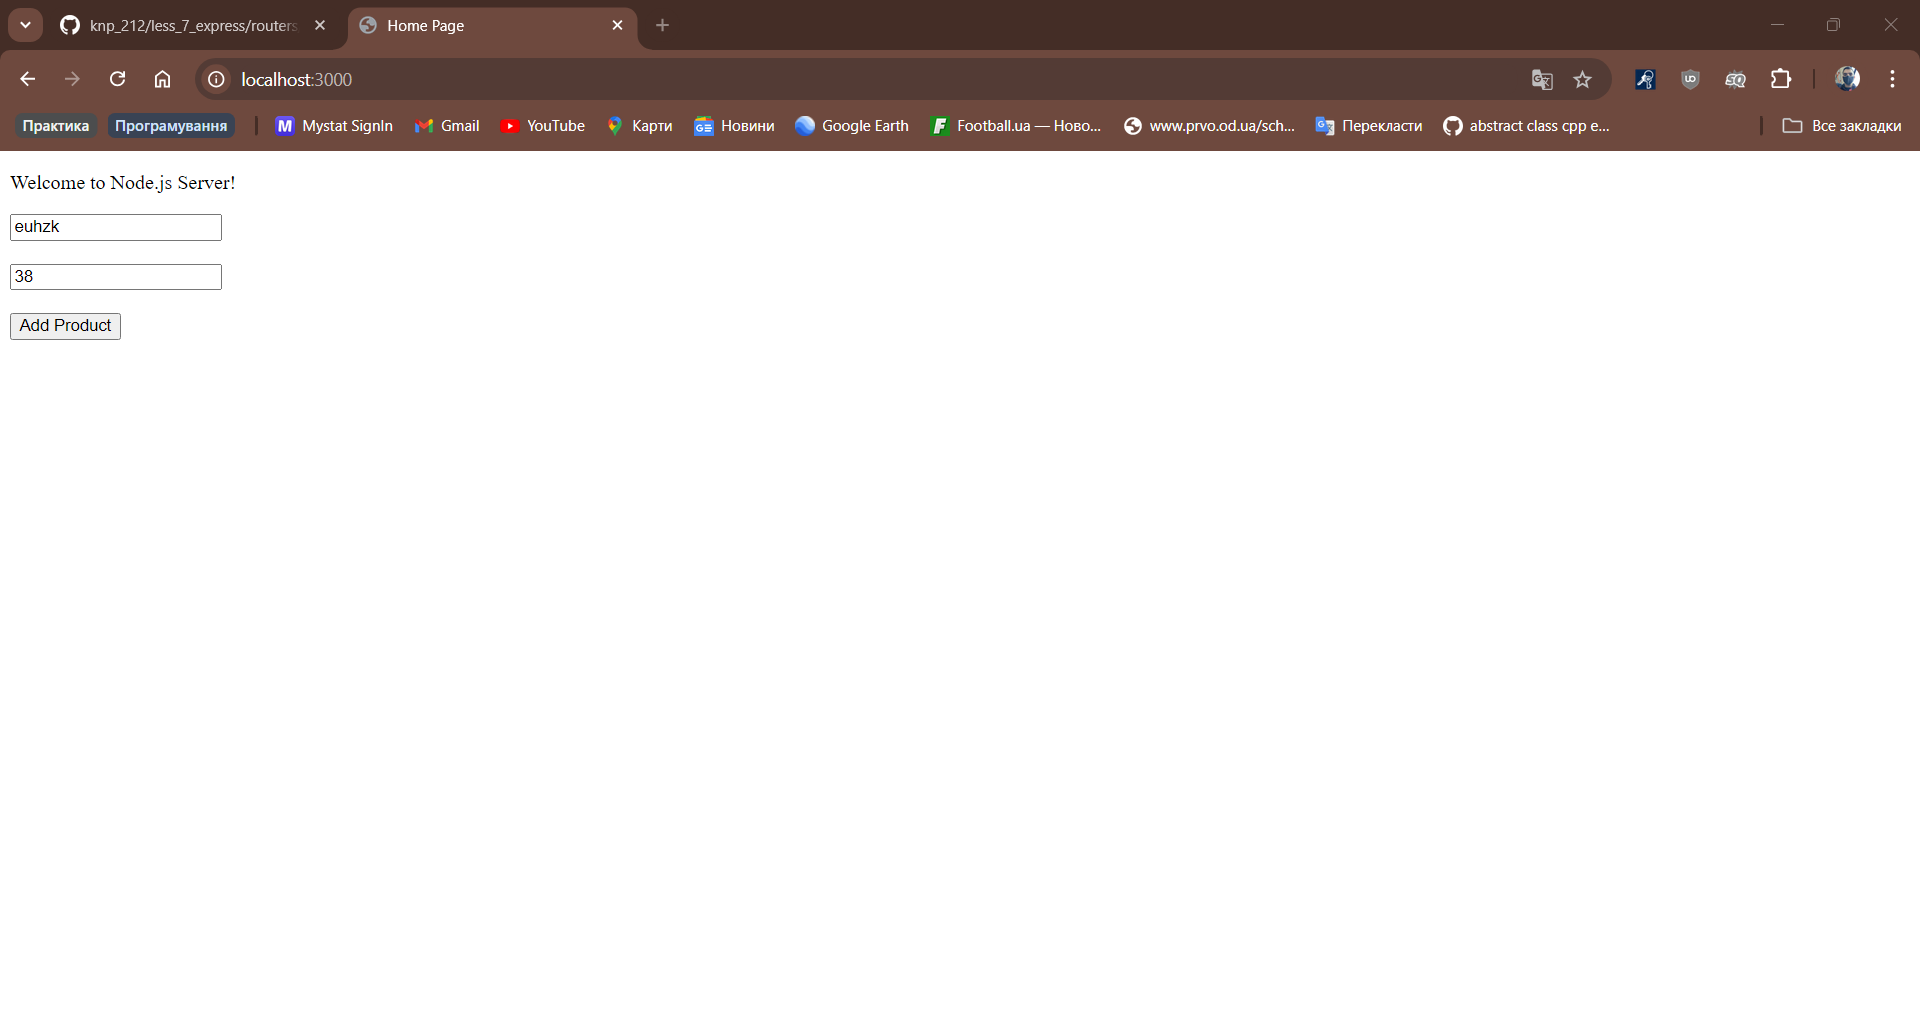 knp_212/less_7_express/routers
Home Page
localhost:3000
Практика
Програмування
Mystat SignIn
Gmail
YouTube
Карти
Новини
Google Earth
Football.ua — Ново...
www.prvo.od.ua/sch...
Перекласти
abstract class cpp e...
Все закладки
Welcome to Node.js Server!
euhzk
38
Add Product